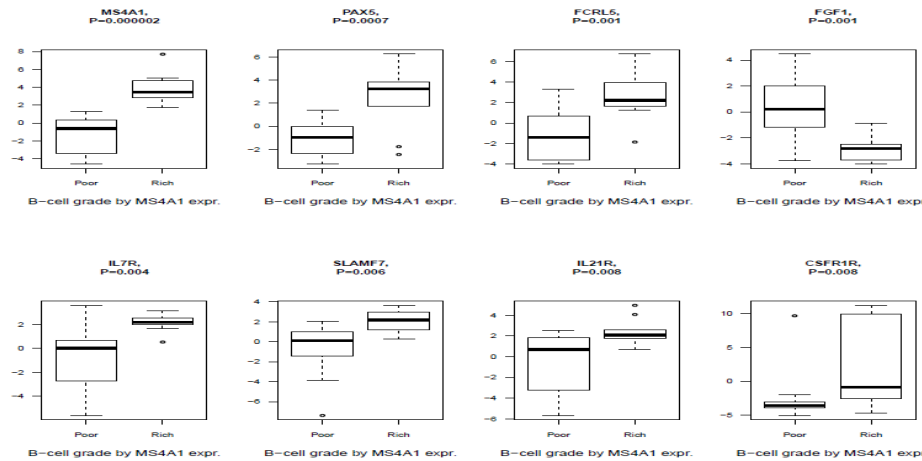 MS4A1,
P=0.000002
8
6
4
2
0
−2
−4
Poor Rich
B−cell grade by MS4A1 expr.
PAX5,
P=0.0007
6
4
2
0
−2
Poor Rich
B−cell grade by MS4A1 expr.
FCRL5,
P=0.001
6
4
2
0
−2
−4
Poor Rich
B−cell grade by MS4A1 expr.
FGF1,
P=0.001
4
2
0
−2
−4
Poor Rich
B−cell grade by MS4A1 expr.
IL7R,
P=0.004
2
0
−2
−4
Poor Rich
B−cell grade by MS4A1 expr.
SLAMF7,
P=0.006
4
2
0
−2
−6
Poor Rich
B−cell grade by MS4A1 expr.
IL21R,
P=0.008
4
2
0
−2
−4
−6
Poor Rich
B−cell grade by MS4A1 expr.
CSFR1R,
P=0.008
10
5
0
−5
Poor Rich
B−cell grade by MS4A1 expr.